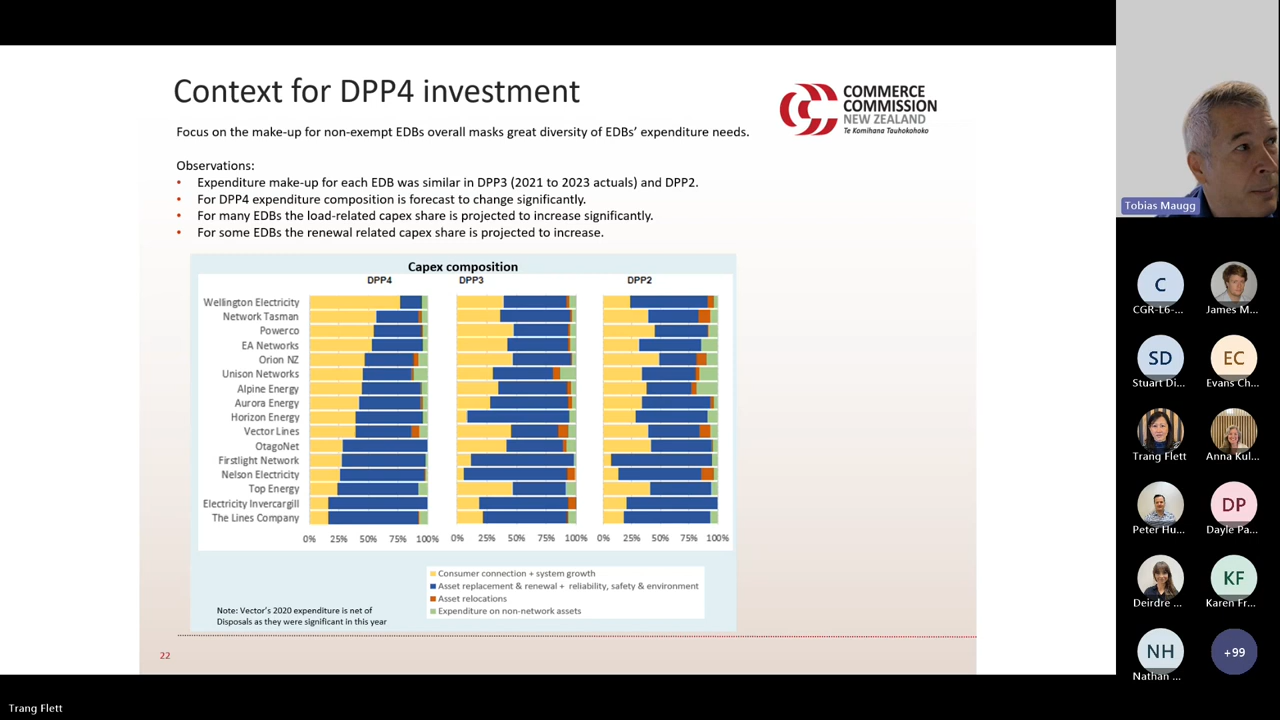 Context for DPP4 investment
COMMERCE
COMMISSION
NEW ZEALAND
Te Komihana Tauhokohoko
Focus on the make-up for non-exempt EDBs overall masks great diversity of EDBs' expenditure needs.
Observations:
• Expenditure make-up for each EDB was similar in DPP3 (2021 to 2023 actuals) and DPP2.
• For DPP4 expenditure composition is forecast to change significantly.
• For many EDBs the load-related capex share is projected to increase significantly.
• For some EDBs the renewal related capex share is projected to increase.
Capex composition
DPP4 DPP3 DPP2
Wellington Electricity
Network Tasman
Powerco
EA Networks
Orion NZ
Unison Networks
Alpine Energy
Aurora Energy
Horizon Energy
Vector Lines
OtagoNet
Firstlight Network
Nelson Electricity
Top Energy
Electricity Invercargill
The Lines Company
0% 25% 50% 75% 100% 0% 25% 50% 75% 100% 0% 25% 50% 75% 100%
Consumer connection + system growth
Asset replacement & renewal + reliability, safety & environment
Asset relocations
Expenditure on non-network assets
Note: Vector's 2020 expenditure is net of
Disposals as they were significant in this year
22
Tobias Maugg
C
CGR-L6-...
James M...
SD
Stuart Di...
EC
Evans Ch...
Trang Flett
Anna Kul...
Peter Hu...
DP
Dayle Pa...
Deirdre ...
KF
Karen Fr...
NH
Nathan ...
+99
Trang Flett